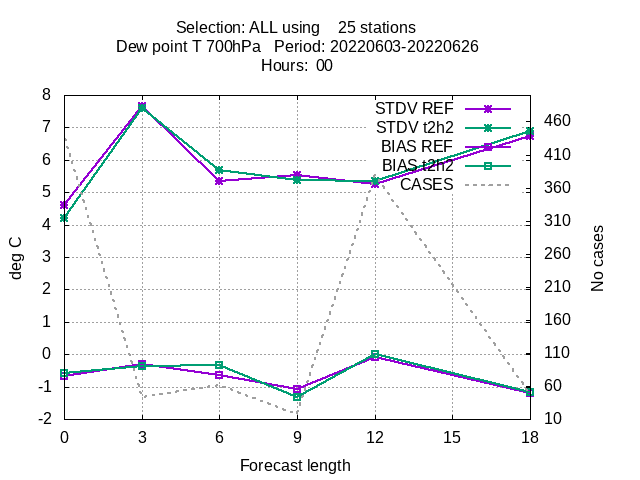 Selection: ALL using    25 stations
Dew point T 700hPa   Period: 20220603-20220626
Hours:  00
8
7
6
5
4
3
2
1
0
-1
-2
deg C
STDV REF
STDV t2h2
BIAS REF
BIAS t2h2
CASES
460
410
360
310
260
210
160
110
60
10
No cases
0 3 6 9 12 15 18
Forecast length